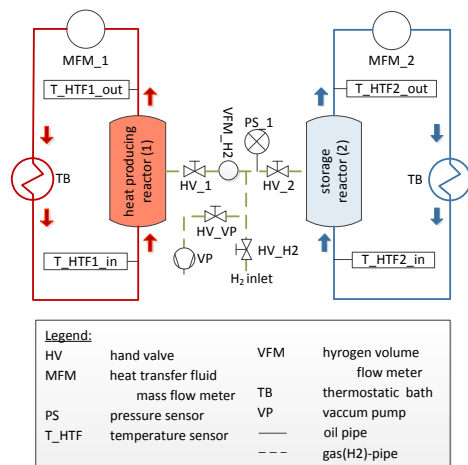 MFM_1
MFM_2
T_HTF1_out
T_HTF2_out
VFM_H2
PS_1
TB
heat producing
reactor (1)
HV_1
HV_2
storage
reactor (2)
TB
HV_VP
VP
HV_H2
T_HTF1_in
T_HTF2_in
H2 inlet
Legend:
HV hand valve
MFM heat transfer fluid
mass flow meter
PS pressure sensor
T_HTF temperature sensor
VFM hyrogen volume
flow meter
TB thermostatic bath
VP vaccum pump
oil pipe
gas(H2)-pipe